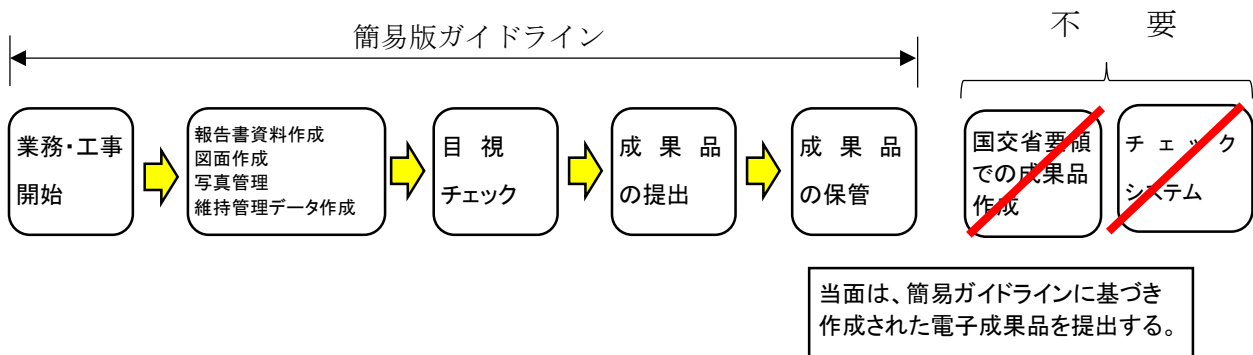 簡易版ガイドライン
不 要
業務・工事
開始
報告書資料作成
図面作成
写真管理
維持管理データ作成
目 視
チェック
成 果 品
の提出
成 果 品
の保管
国交省要領
での成果品
作成
チ ェ ッ ク
システム
当面は、簡易ガイドラインに基づき
作成された電子成果品を提出する。